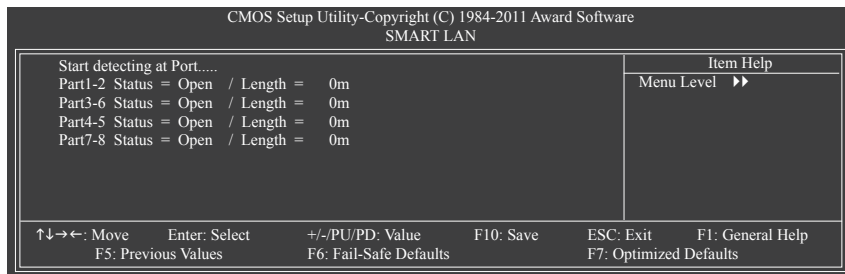 CMOS Setup Utility-Copyright (C) 1984-2011 Award Software
SMART LAN
Start detecting at Port.....
Part1-2 Status = Open / Length = 0m
Part3-6 Status = Open / Length = 0m
Part4-5 Status = Open / Length = 0m
Part7-8 Status = Open / Length = 0m
Item Help
Menu Level ▶▶
↑↓→←: Move Enter: Select +/-/PU/PD: Value F10: Save ESC: Exit F1: General Help
F5: Previous Values F6: Fail-Safe Defaults F7: Optimized Defaults